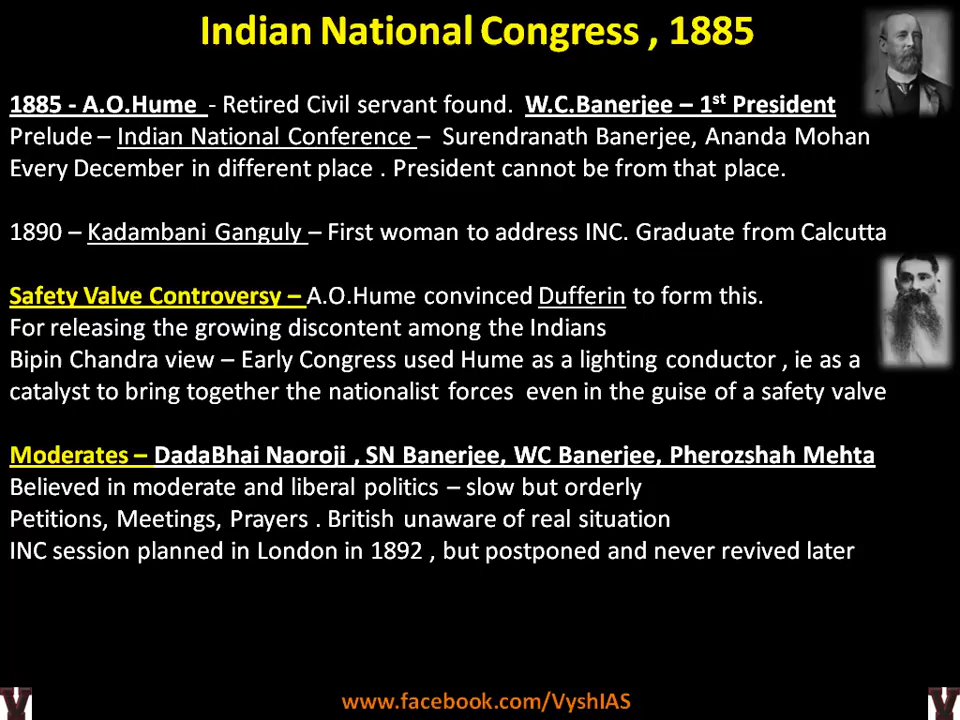 Indian National Congress , 1885
1885 - A.O.Hume - Retired Civil servant found. W.C.Banerjee – 1st President
Prelude – Indian National Conference – Surendranath Banerjee, Ananda Mohan
Every December in different place . President cannot be from that place.
1890 – Kadambani Ganguly – First woman to address INC. Graduate from Calcutta
Safety Valve Controversy – A.O.Hume convinced Dufferin to form this.
For releasing the growing discontent among the Indians
Bipin Chandra view – Early Congress used Hume as a lighting conductor , ie as a
catalyst to bring together the nationalist forces even in the guise of a safety valve
Moderates – DadaBhai Naoroji , SN Banerjee, WC Banerjee, Pherozshah Mehta
Believed in moderate and liberal politics – slow but orderly
Petitions, Meetings, Prayers . British unaware of real situation
INC session planned in London in 1892 , but postponed and never revived later
V www.facebook.com/VyshIAS V